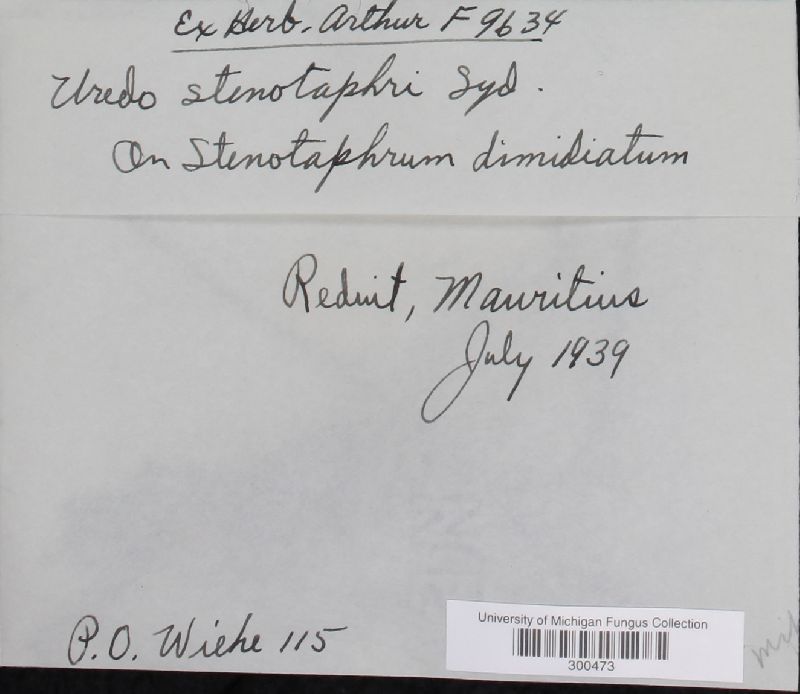 Ex Herb. Arthur F 9634
Uredo stenotaphri Syd.
On Stenotaphrum dimidiatum
Reduit, Mauritius
July 1939
P.O. Wiehe 115
University of Michigan Fungus Collection
300473